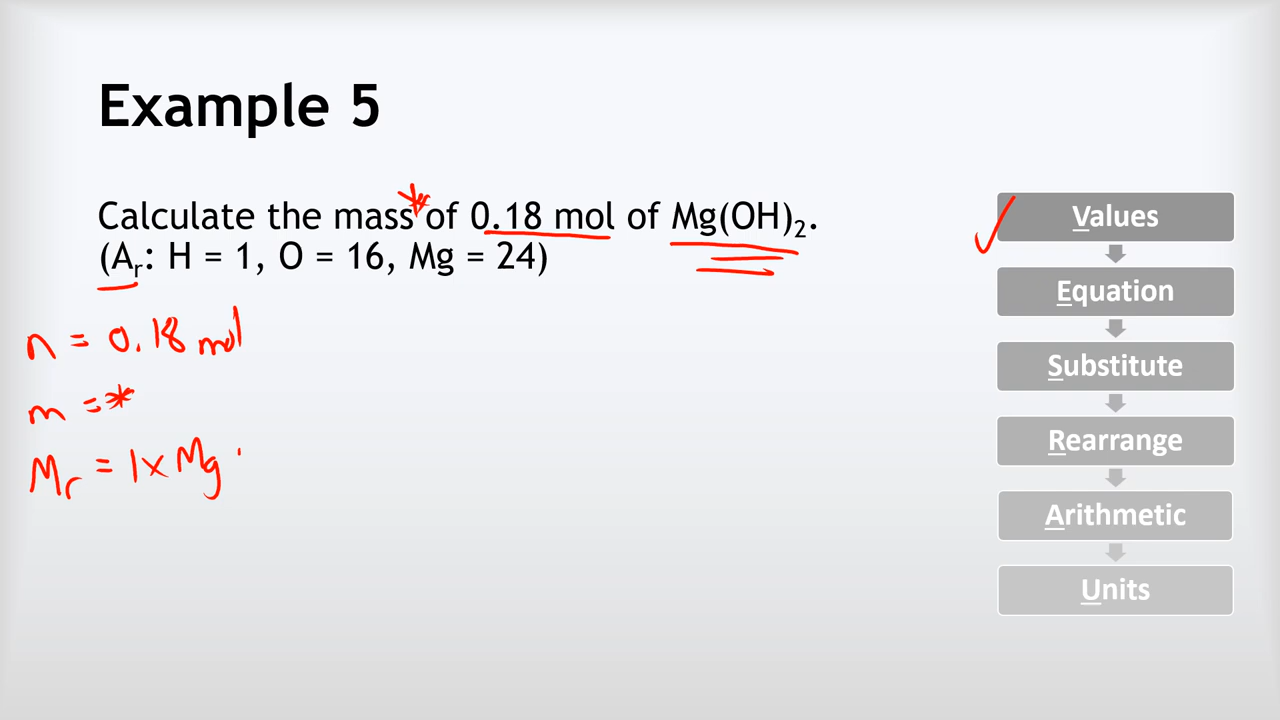 Example 5
Calculate the mass* of 0.18 mol of Mg(OH)₂.
(Aᵣ: H = 1, O = 16, Mg = 24)
n = 0.18 mol
m = *
Mᵣ = 1 x Mg
Values
Equation
Substitute
Rearrange
Arithmetic
Units